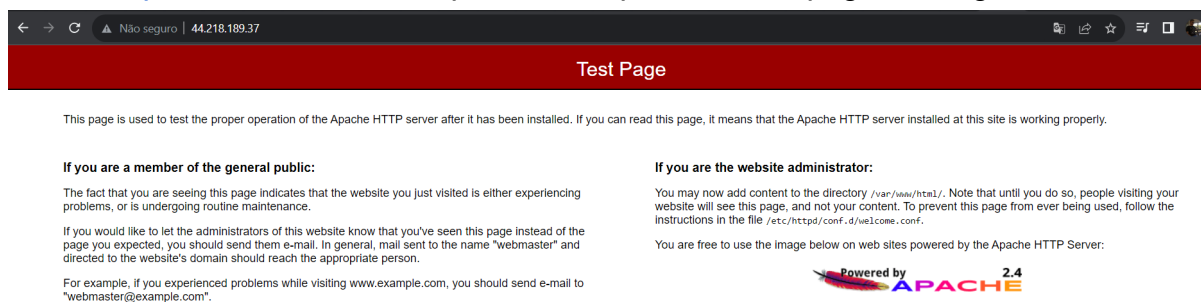 Não seguro | 44.218.189.37
Test Page
This page is used to test the proper operation of the Apache HTTP server after it has been installed. If you can read this page, it means that the Apache HTTP server installed at this site is working properly.
If you are a member of the general public:
The fact that you are seeing this page indicates that the website you just visited is either experiencing
problems, or is undergoing routine maintenance.
If you would like to let the administrators of this website know that you've seen this page instead of the
page you expected, you should send them e-mail. In general, mail sent to the name "webmaster" and
directed to the website's domain should reach the appropriate person.
For example, if you experienced problems while visiting www.example.com, you should send e-mail to
"webmaster@example.com".
If you are the website administrator:
You may now add content to the directory /var/www/html/. Note that until you do so, people visiting your
website will see this page, and not your content. To prevent this page from ever being used, follow the
instructions in the file /etc/httpd/conf.d/welcome.conf.
You are free to use the image below on web sites powered by the Apache HTTP Server:
Powered by 2.4
APACHE